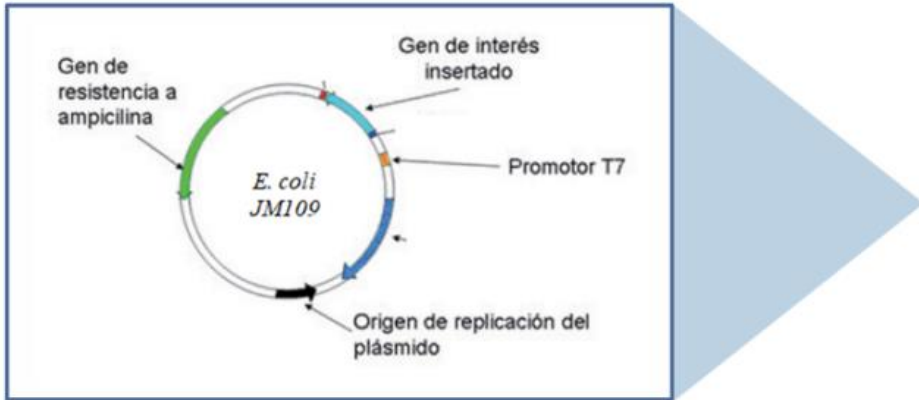 Gen de interés
insertado
Gen de
resistencia a
ampicilina
Promotor T7
E. coli
JM109
Origen de replicación del
plásmido